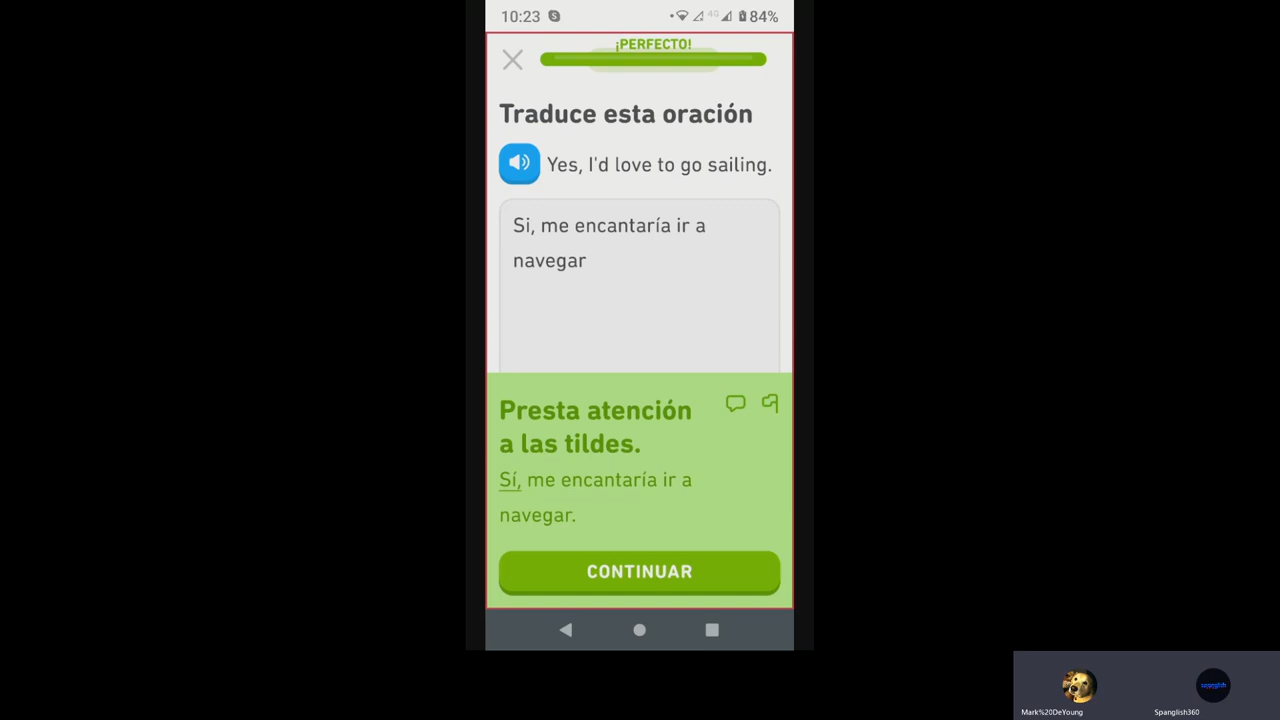 10:23
4G 84%
¡PERFECTO!
Traduce esta oración
Yes, I'd love to go sailing.
Si, me encantaría ir a
navegar
Presta atención
a las tildes.
Sí, me encantaría ir a
navegar.
CONTINUAR
Mark%20DeYoung
Spanglish360